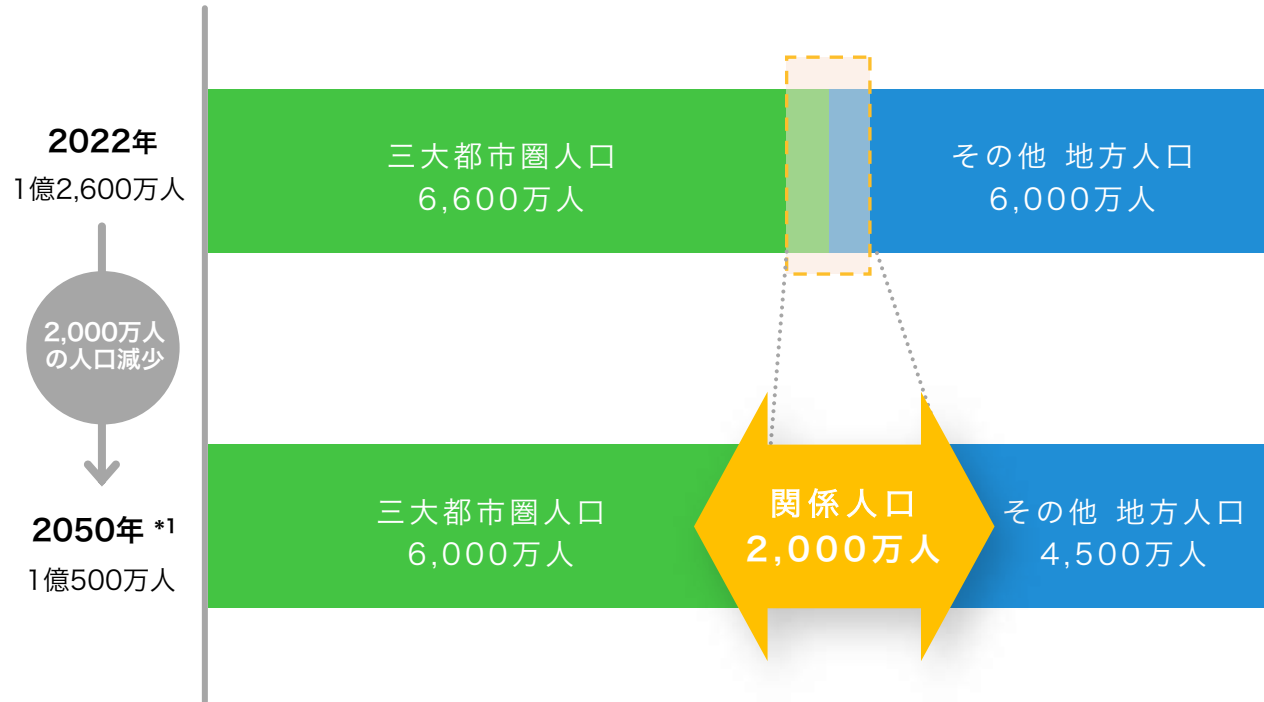 2022年
1億2,600万人
三大都市圏人口
6,600万人
その他 地方人口
6,000万人
2,000万人
の人口減少
2050年 *1
1億500万人
三大都市圏人口
6,000万人
関係人口
2,000万人
その他 地方人口
4,500万人